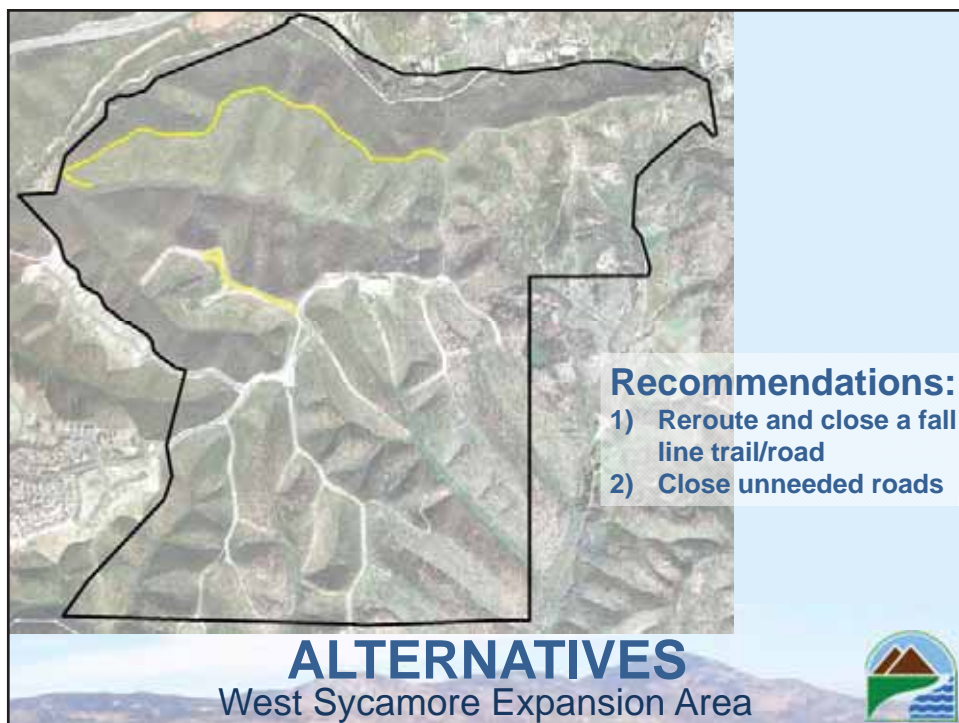 Recommendations:
1) Reroute and close a fall
line trail/road
2) Close unneeded roads
ALTERNATIVES
West Sycamore Expansion Area